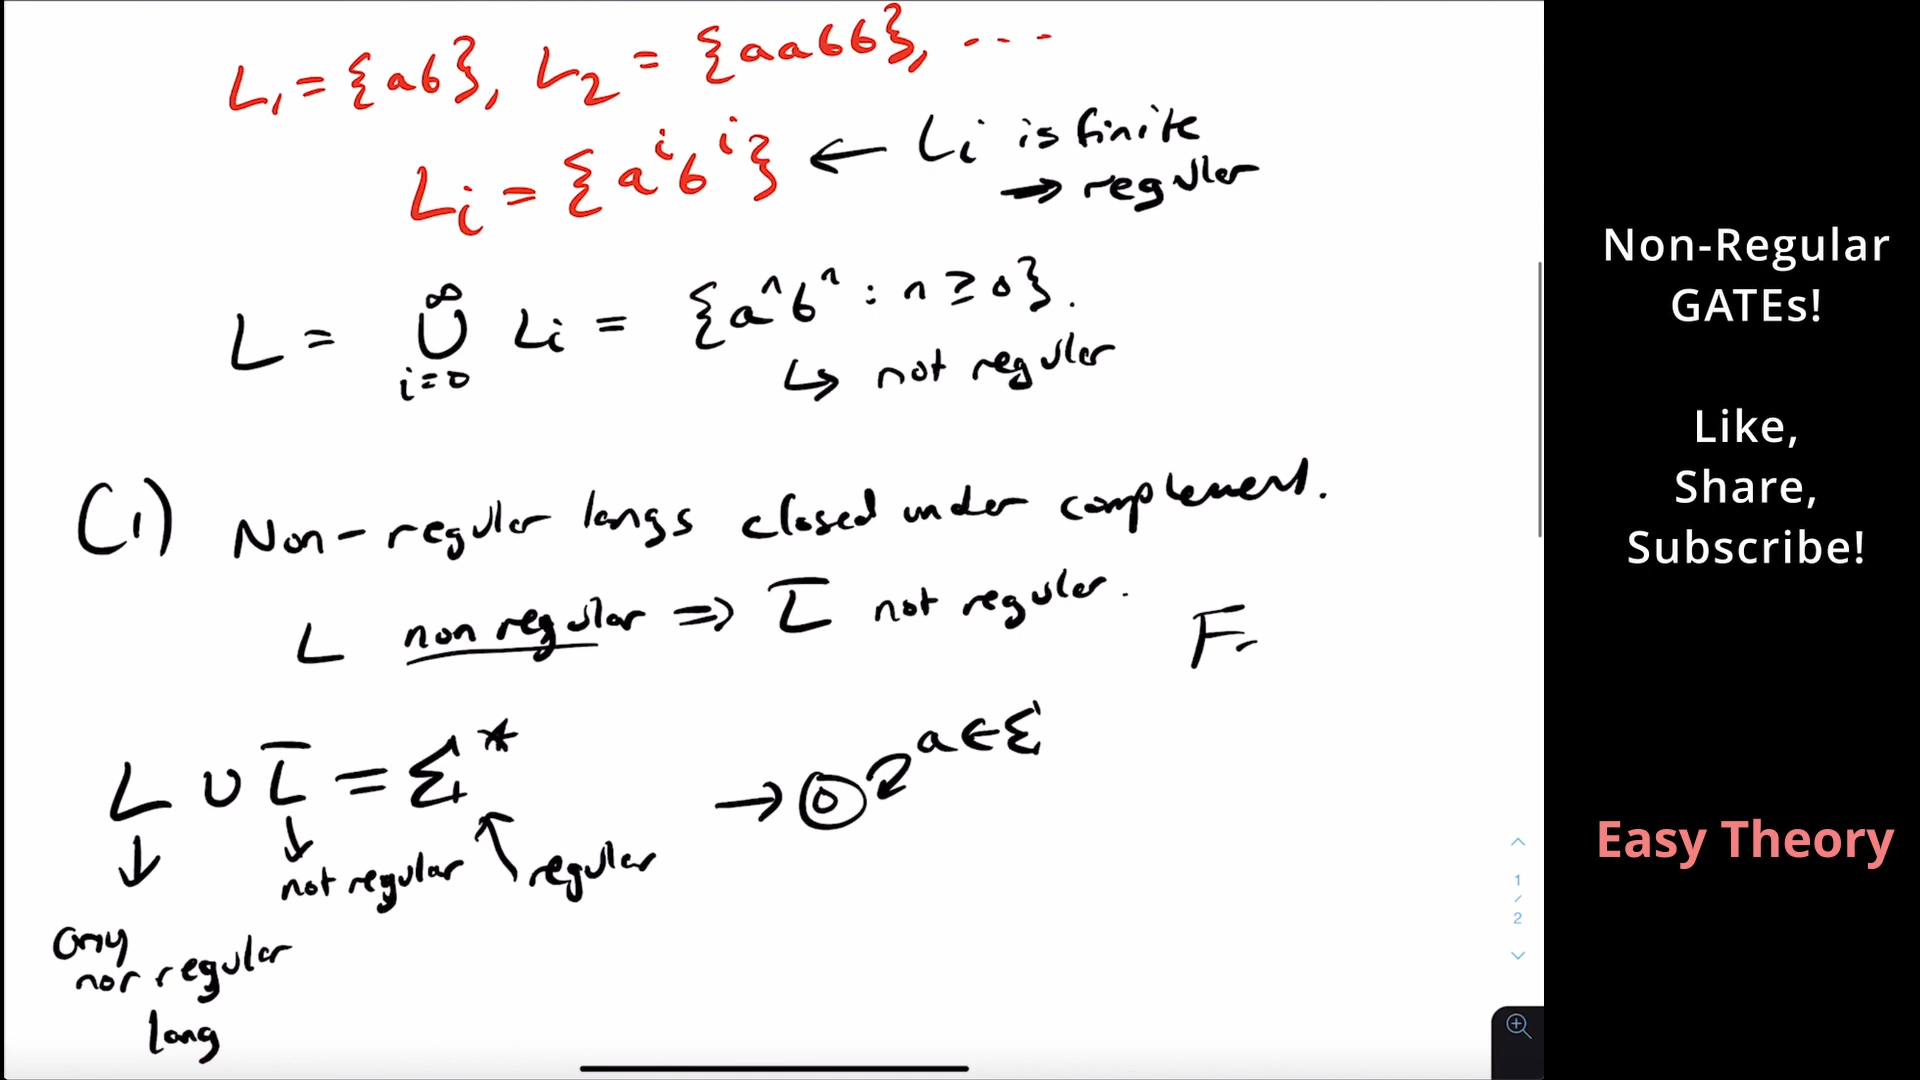 L₁ = {ab}, L₂ = {aabb}, ...
Lᵢ = {aⁱbⁱ} ← Lᵢ is finite
→ regular
L = ∞ ∪ i=0 Lᵢ = {aⁿbⁿ : n ≥ 0}.
↳ not regular
(1) Non-regular langs closed under complement.
L non regular => L̅ not regular.
F
L ∪ L̅ = Σ*
→ 0 a ∈ Σ
not regular
regular
any
non regular
lang
Non-Regular
GATEs!
Like,
Share,
Subscribe!
Easy Theory
1
/
2